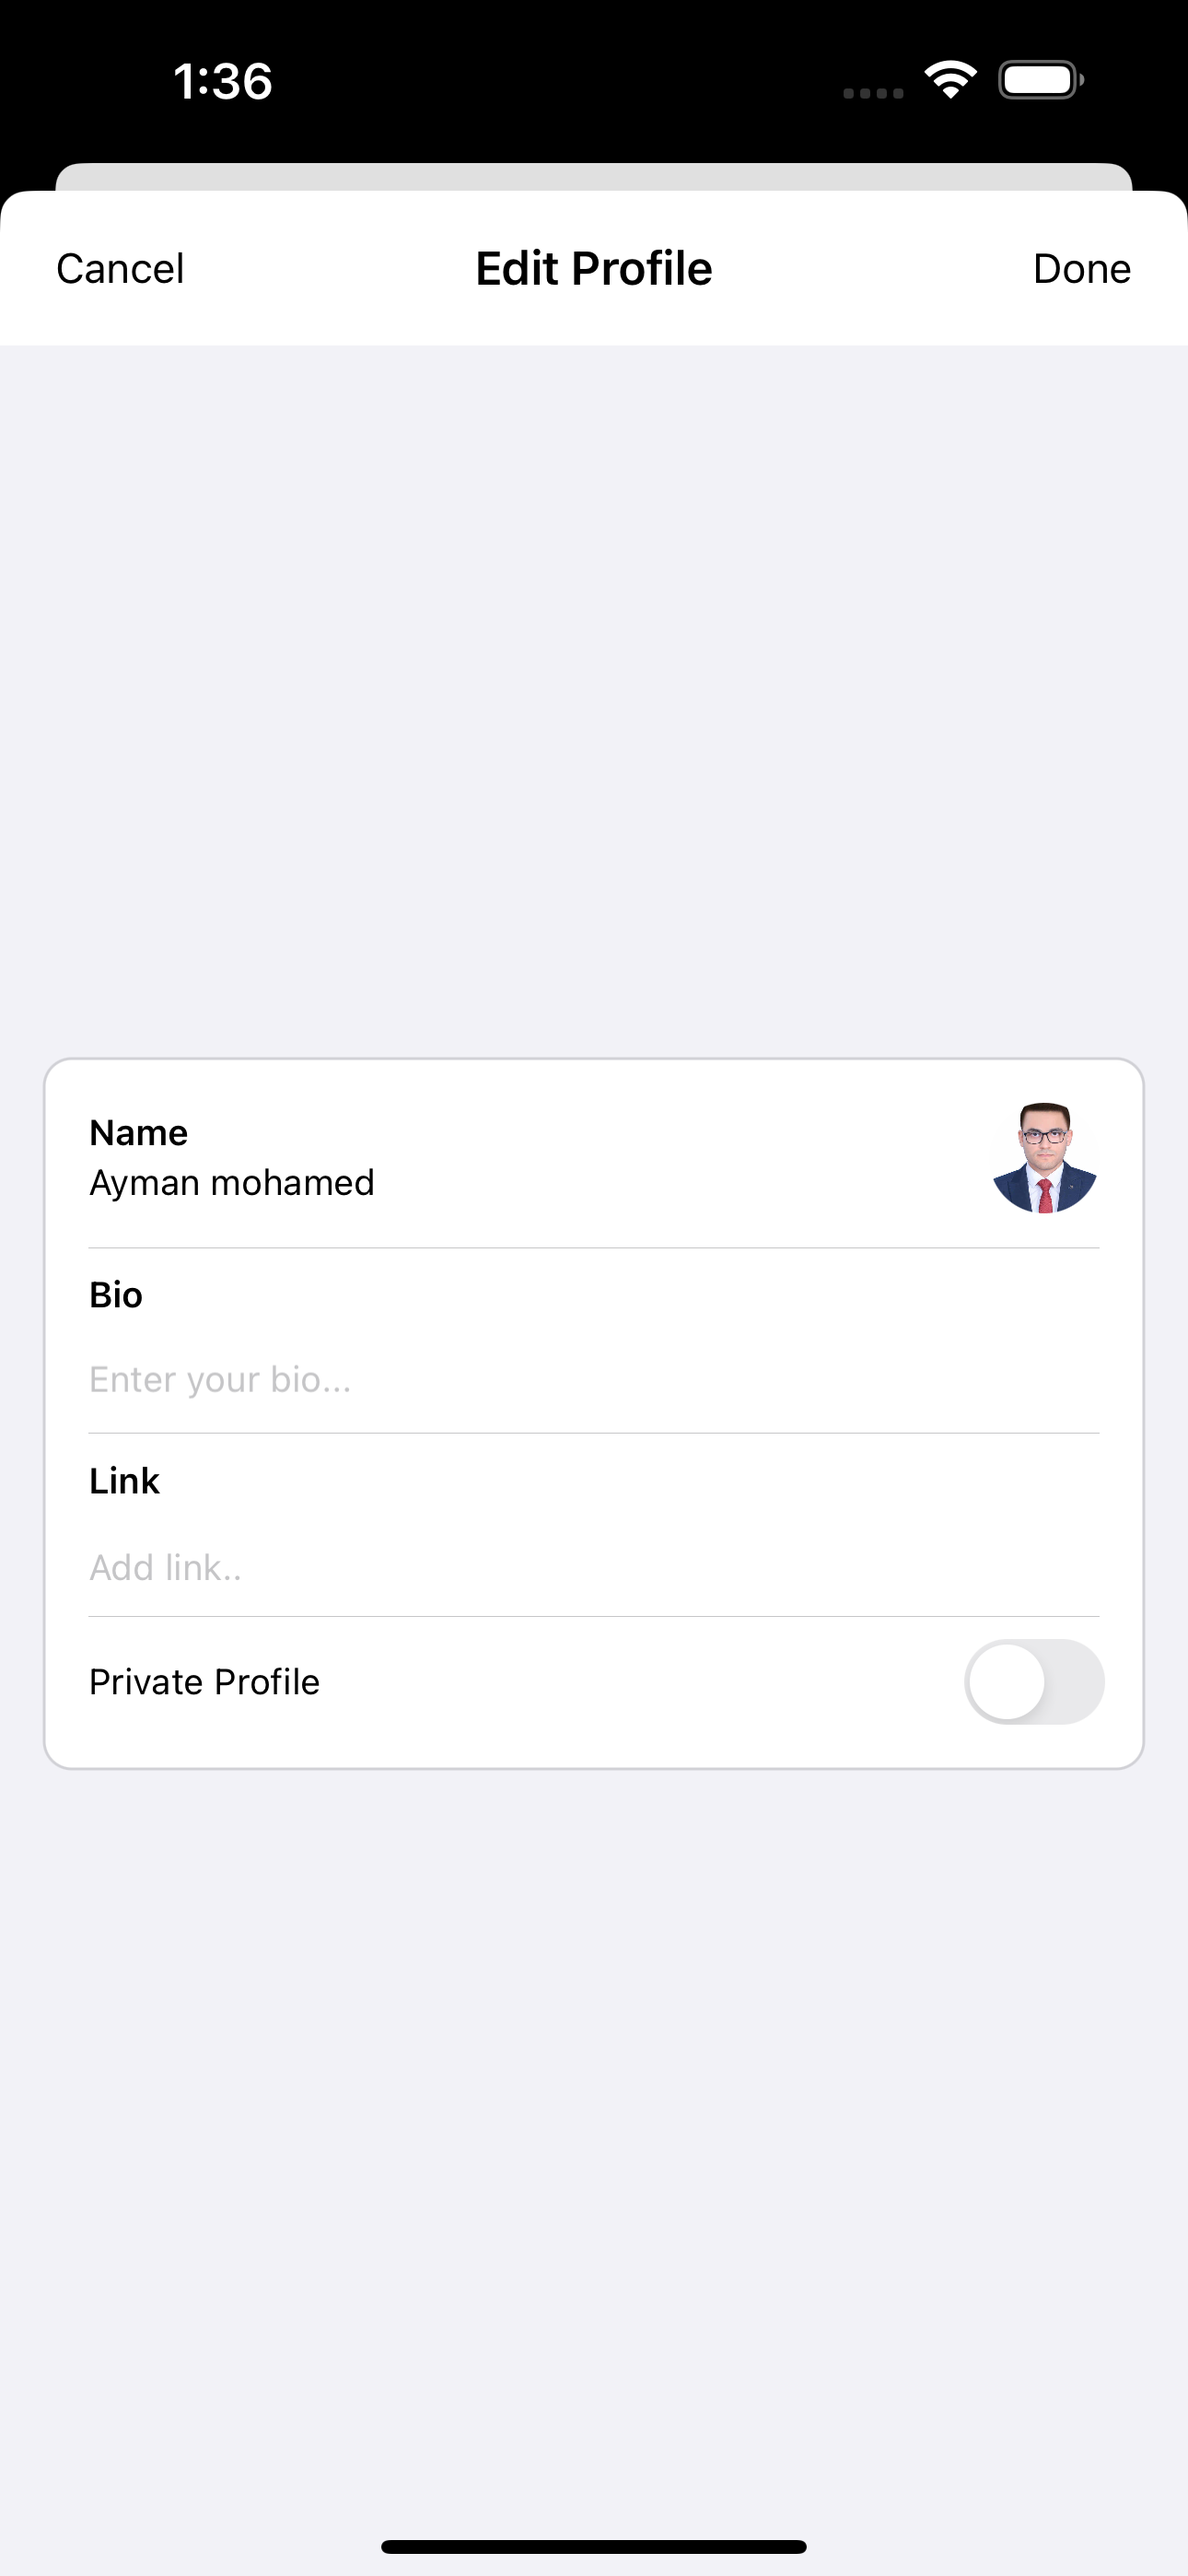 1:36
Cancel Edit Profile Done
Name
Ayman mohamed
Bio
Enter your bio...
Link
Add link..
Private Profile